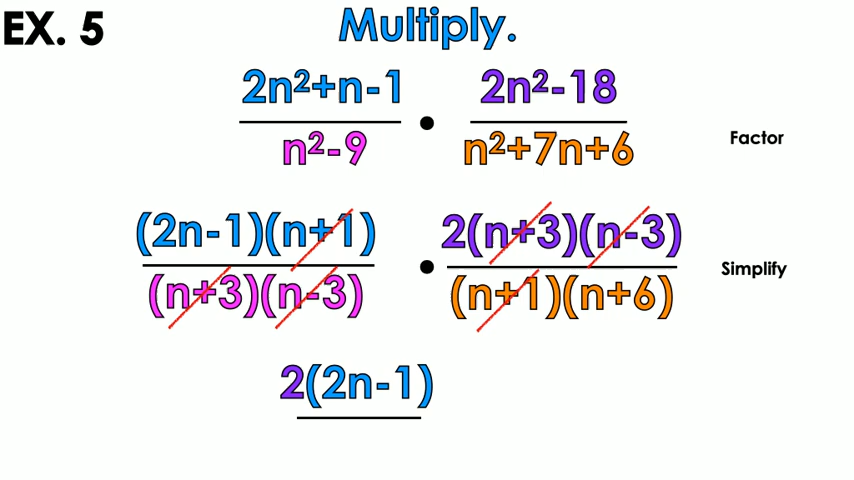 EX. 5
Multiply.
2n²+n-1 2n²-18
n²-9 • n²+7n+6
Factor
(2n-1)(n+1) 2(n+3)(n-3)
(n+3)(n-3) • (n+1)(n+6)
Simplify
2(2n-1)